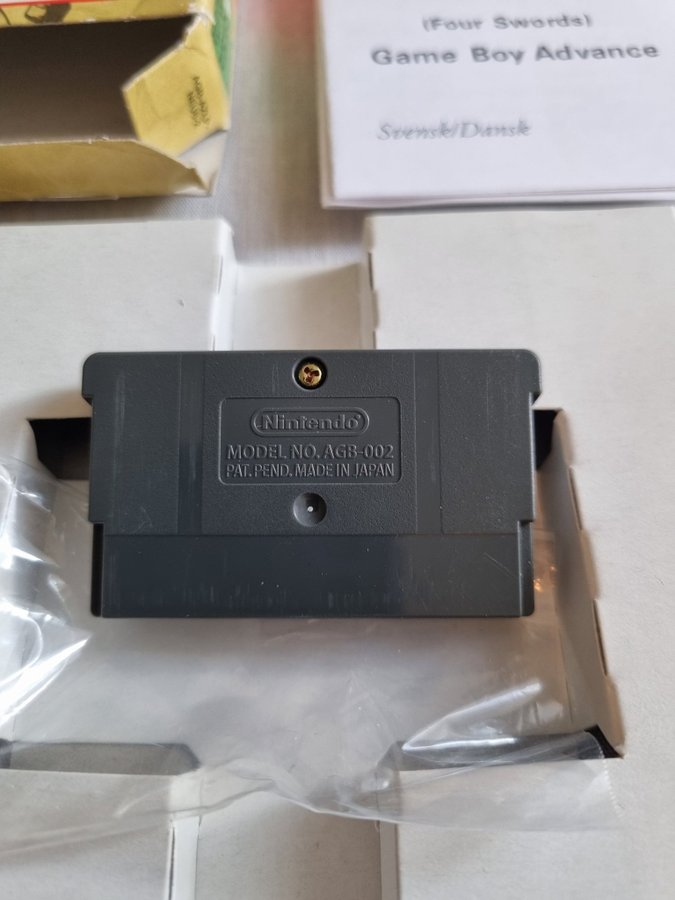 (Four Swords)
Game Boy Advance
Svensk/Dansk
Nintendo®
MODEL NO. AGB-002
PAT. PEND. MADE IN JAPAN